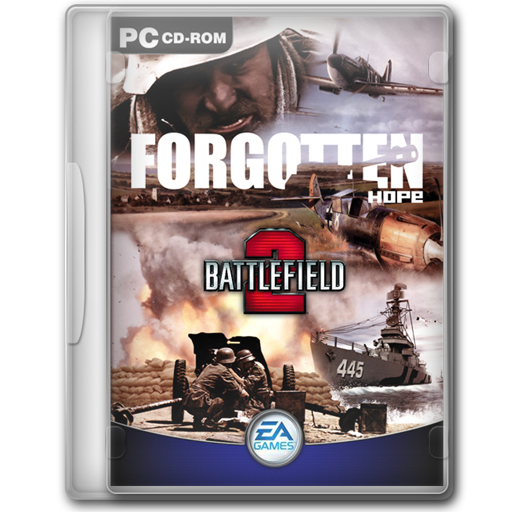 PC CD-ROM
FORGOTTEN
HOPE
2
BATTLEFIELD
445
EA
GAMES